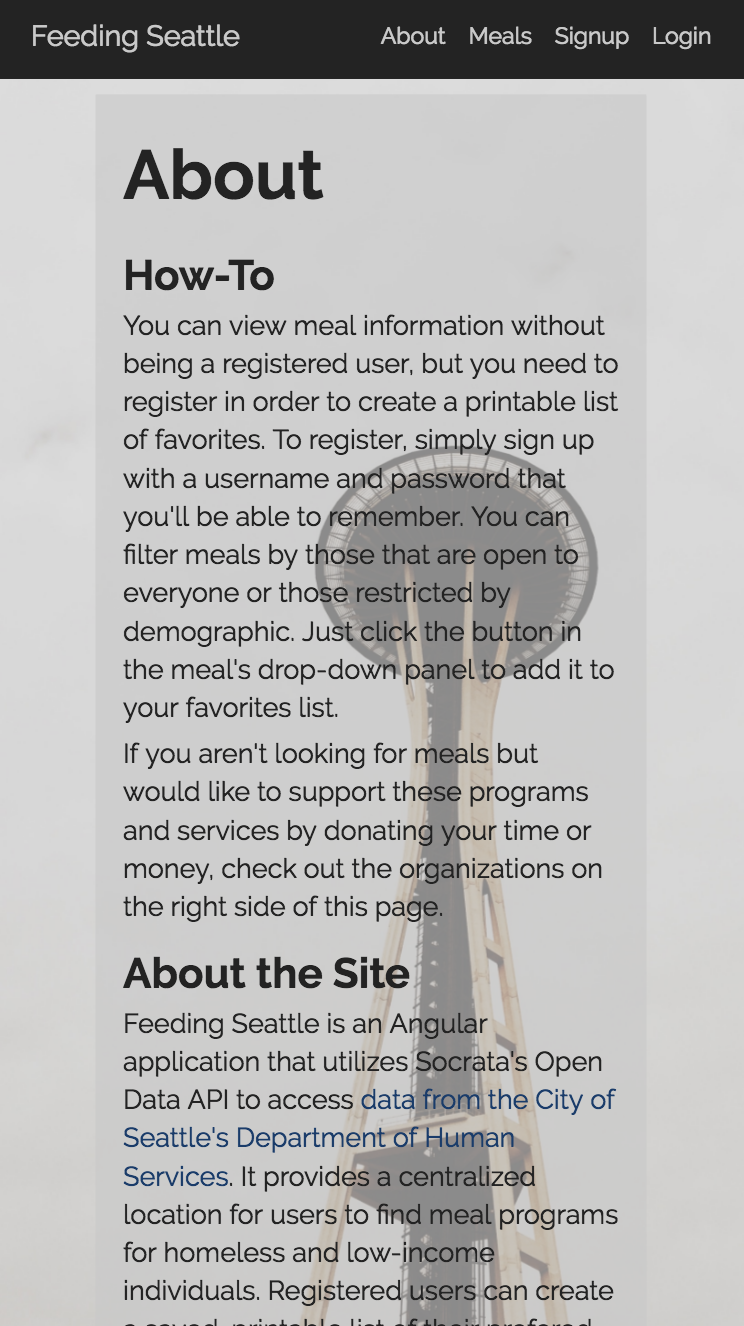 Feeding Seattle
About Meals Signup Login
About
How-To
You can view meal information without
being a registered user, but you need to
register in order to create a printable list
of favorites. To register, simply sign up
with a username and password that
you'll be able to remember. You can
filter meals by those that are open to
everyone or those restricted by
demographic. Just click the button in
the meal's drop-down panel to add it to
your favorites list.
If you aren't looking for meals but
would like to support these programs
and services by donating your time or
money, check out the organizations on
the right side of this page.
About the Site
Feeding Seattle is an Angular
application that utilizes Socrata's Open
Data API to access data from the City of
Seattle's Department of Human
Services. It provides a centralized
location for users to find meal programs
for homeless and low-income
individuals. Registered users can create
a saved, printable list of their prefered